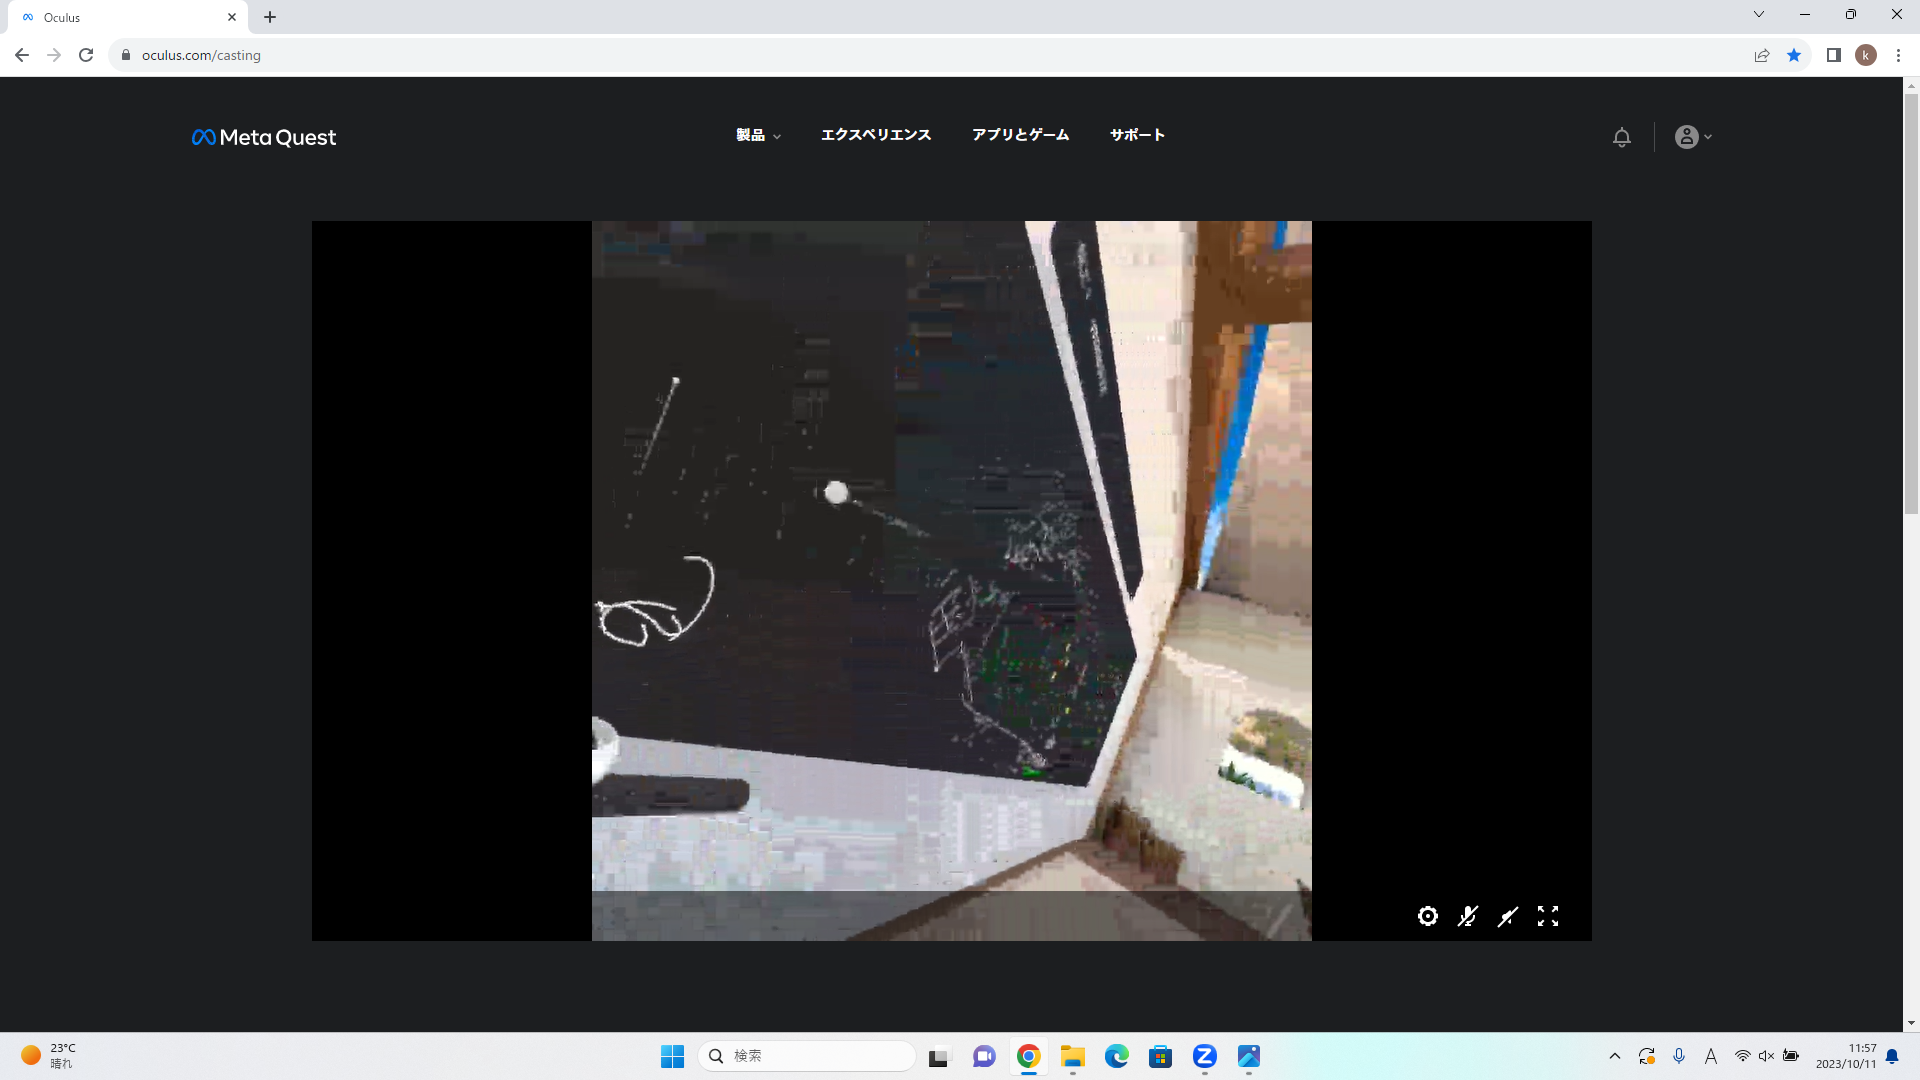 Oculus
oculus.com/casting
k
Meta Quest
製品
エクスペリエンス
アプリとゲーム
サポート
23°C
晴れ
検索
A
11:57
2023/10/11